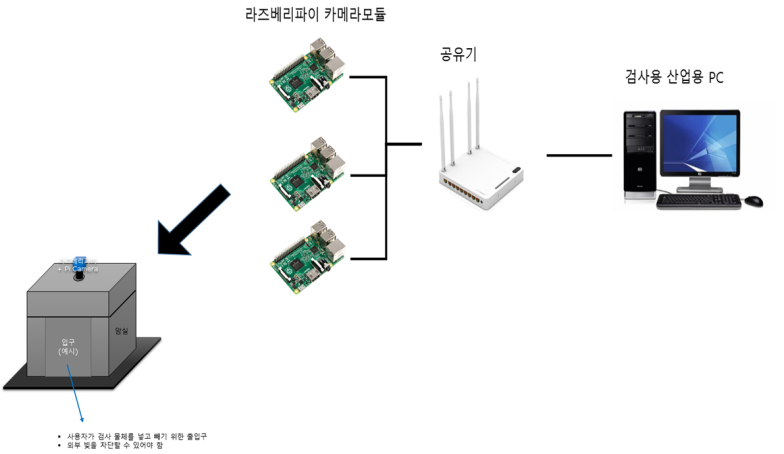 라즈베리파이 카메라모듈
공유기
검사용 산업용 PC
+ Pi Camera
암실
입구
(예시)
• 사용자가 검사 물체를 넣고 빼기 위한 출입구
• 외부 빛을 차단할 수 있어야 함